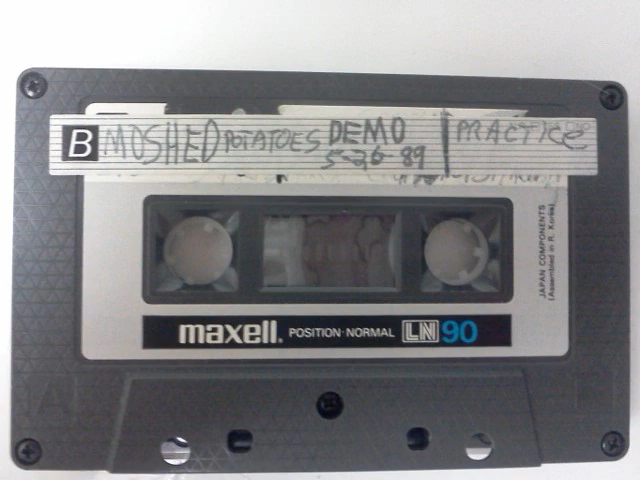 B MOSHED POTATOES DEMO PRACTICE
5-26-89
JAPAN COMPONENTS
(Assembled in R. Korea)
maxell. POSITION·NORMAL LN 90